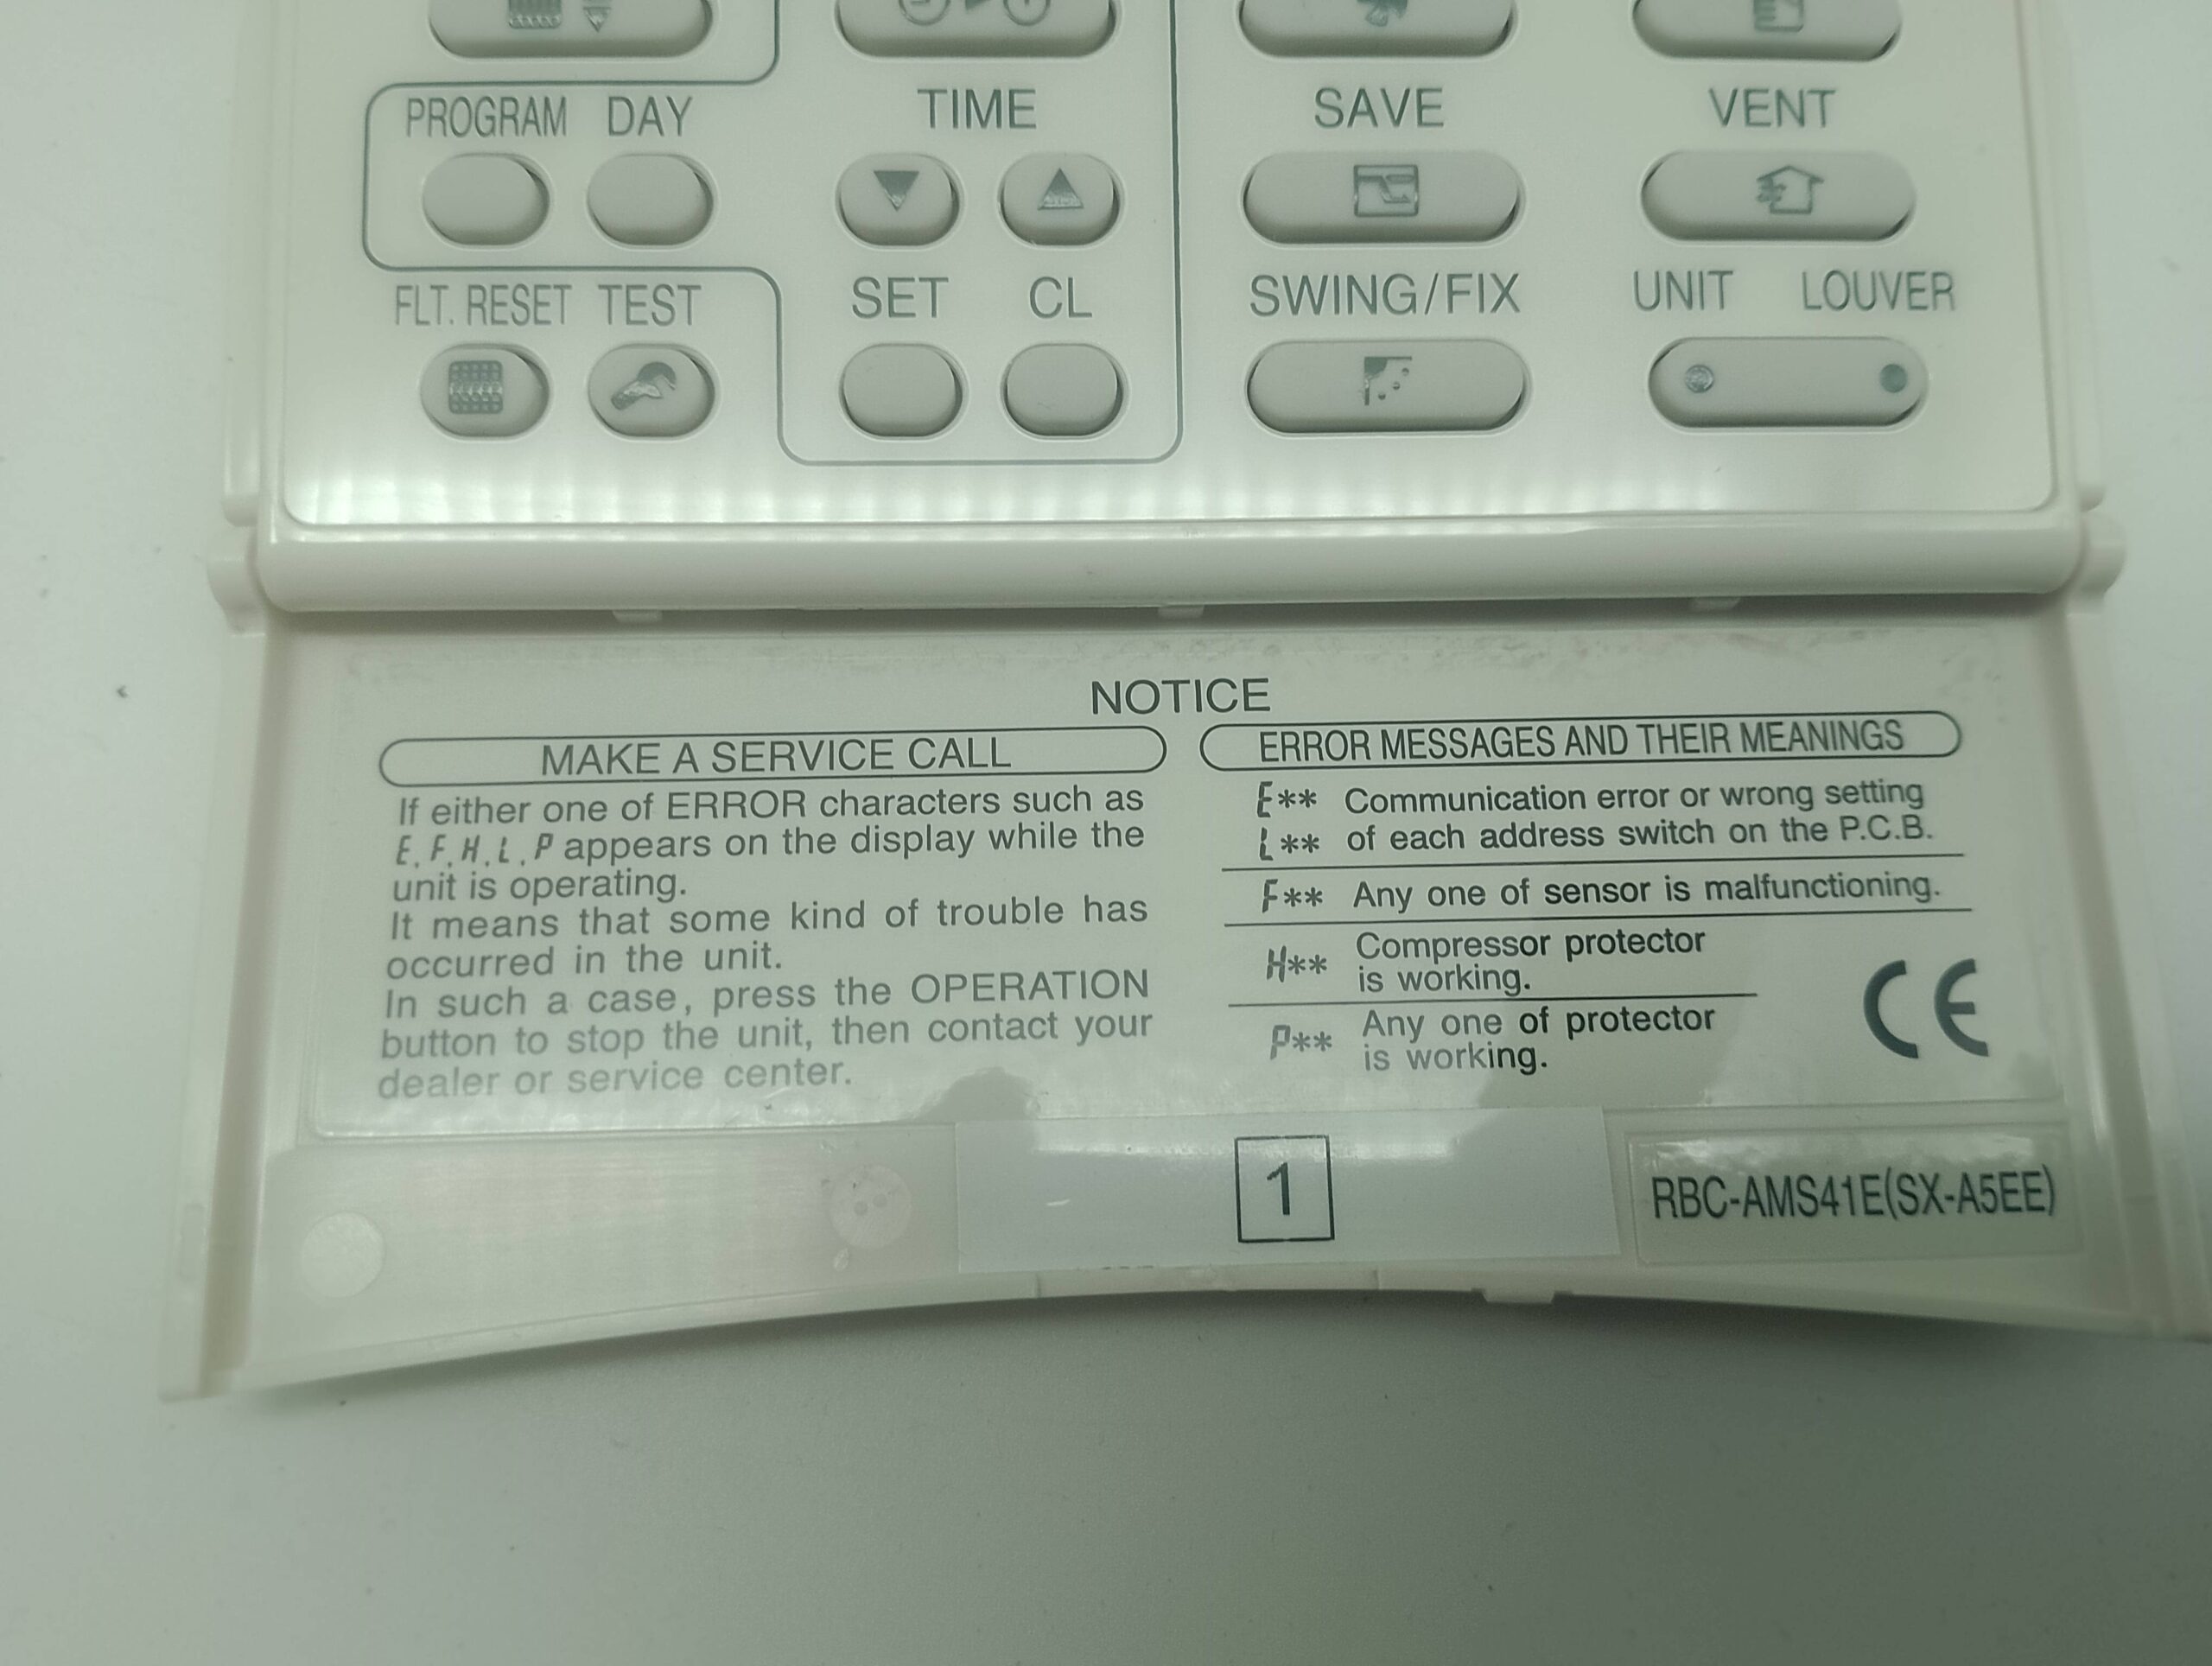 PROGRAM DAY TIME SAVE VENT
FLT. RESET TEST SET CL SWING/FIX UNIT LOUVER
NOTICE
MAKE A SERVICE CALL
If either one of ERROR characters such as
E, F, H, L, P appears on the display while the
unit is operating.
It means that some kind of trouble has
occurred in the unit.
In such a case, press the OPERATION
button to stop the unit, then contact your
dealer or service center.
ERROR MESSAGES AND THEIR MEANINGS
E** Communication error or wrong setting
L** of each address switch on the P.C.B.
F** Any one of sensor is malfunctioning.
H** Compressor protector
is working.
P** Any one of protector
is working.
CE
1
RBC-AMS41E(SX-A5EE)